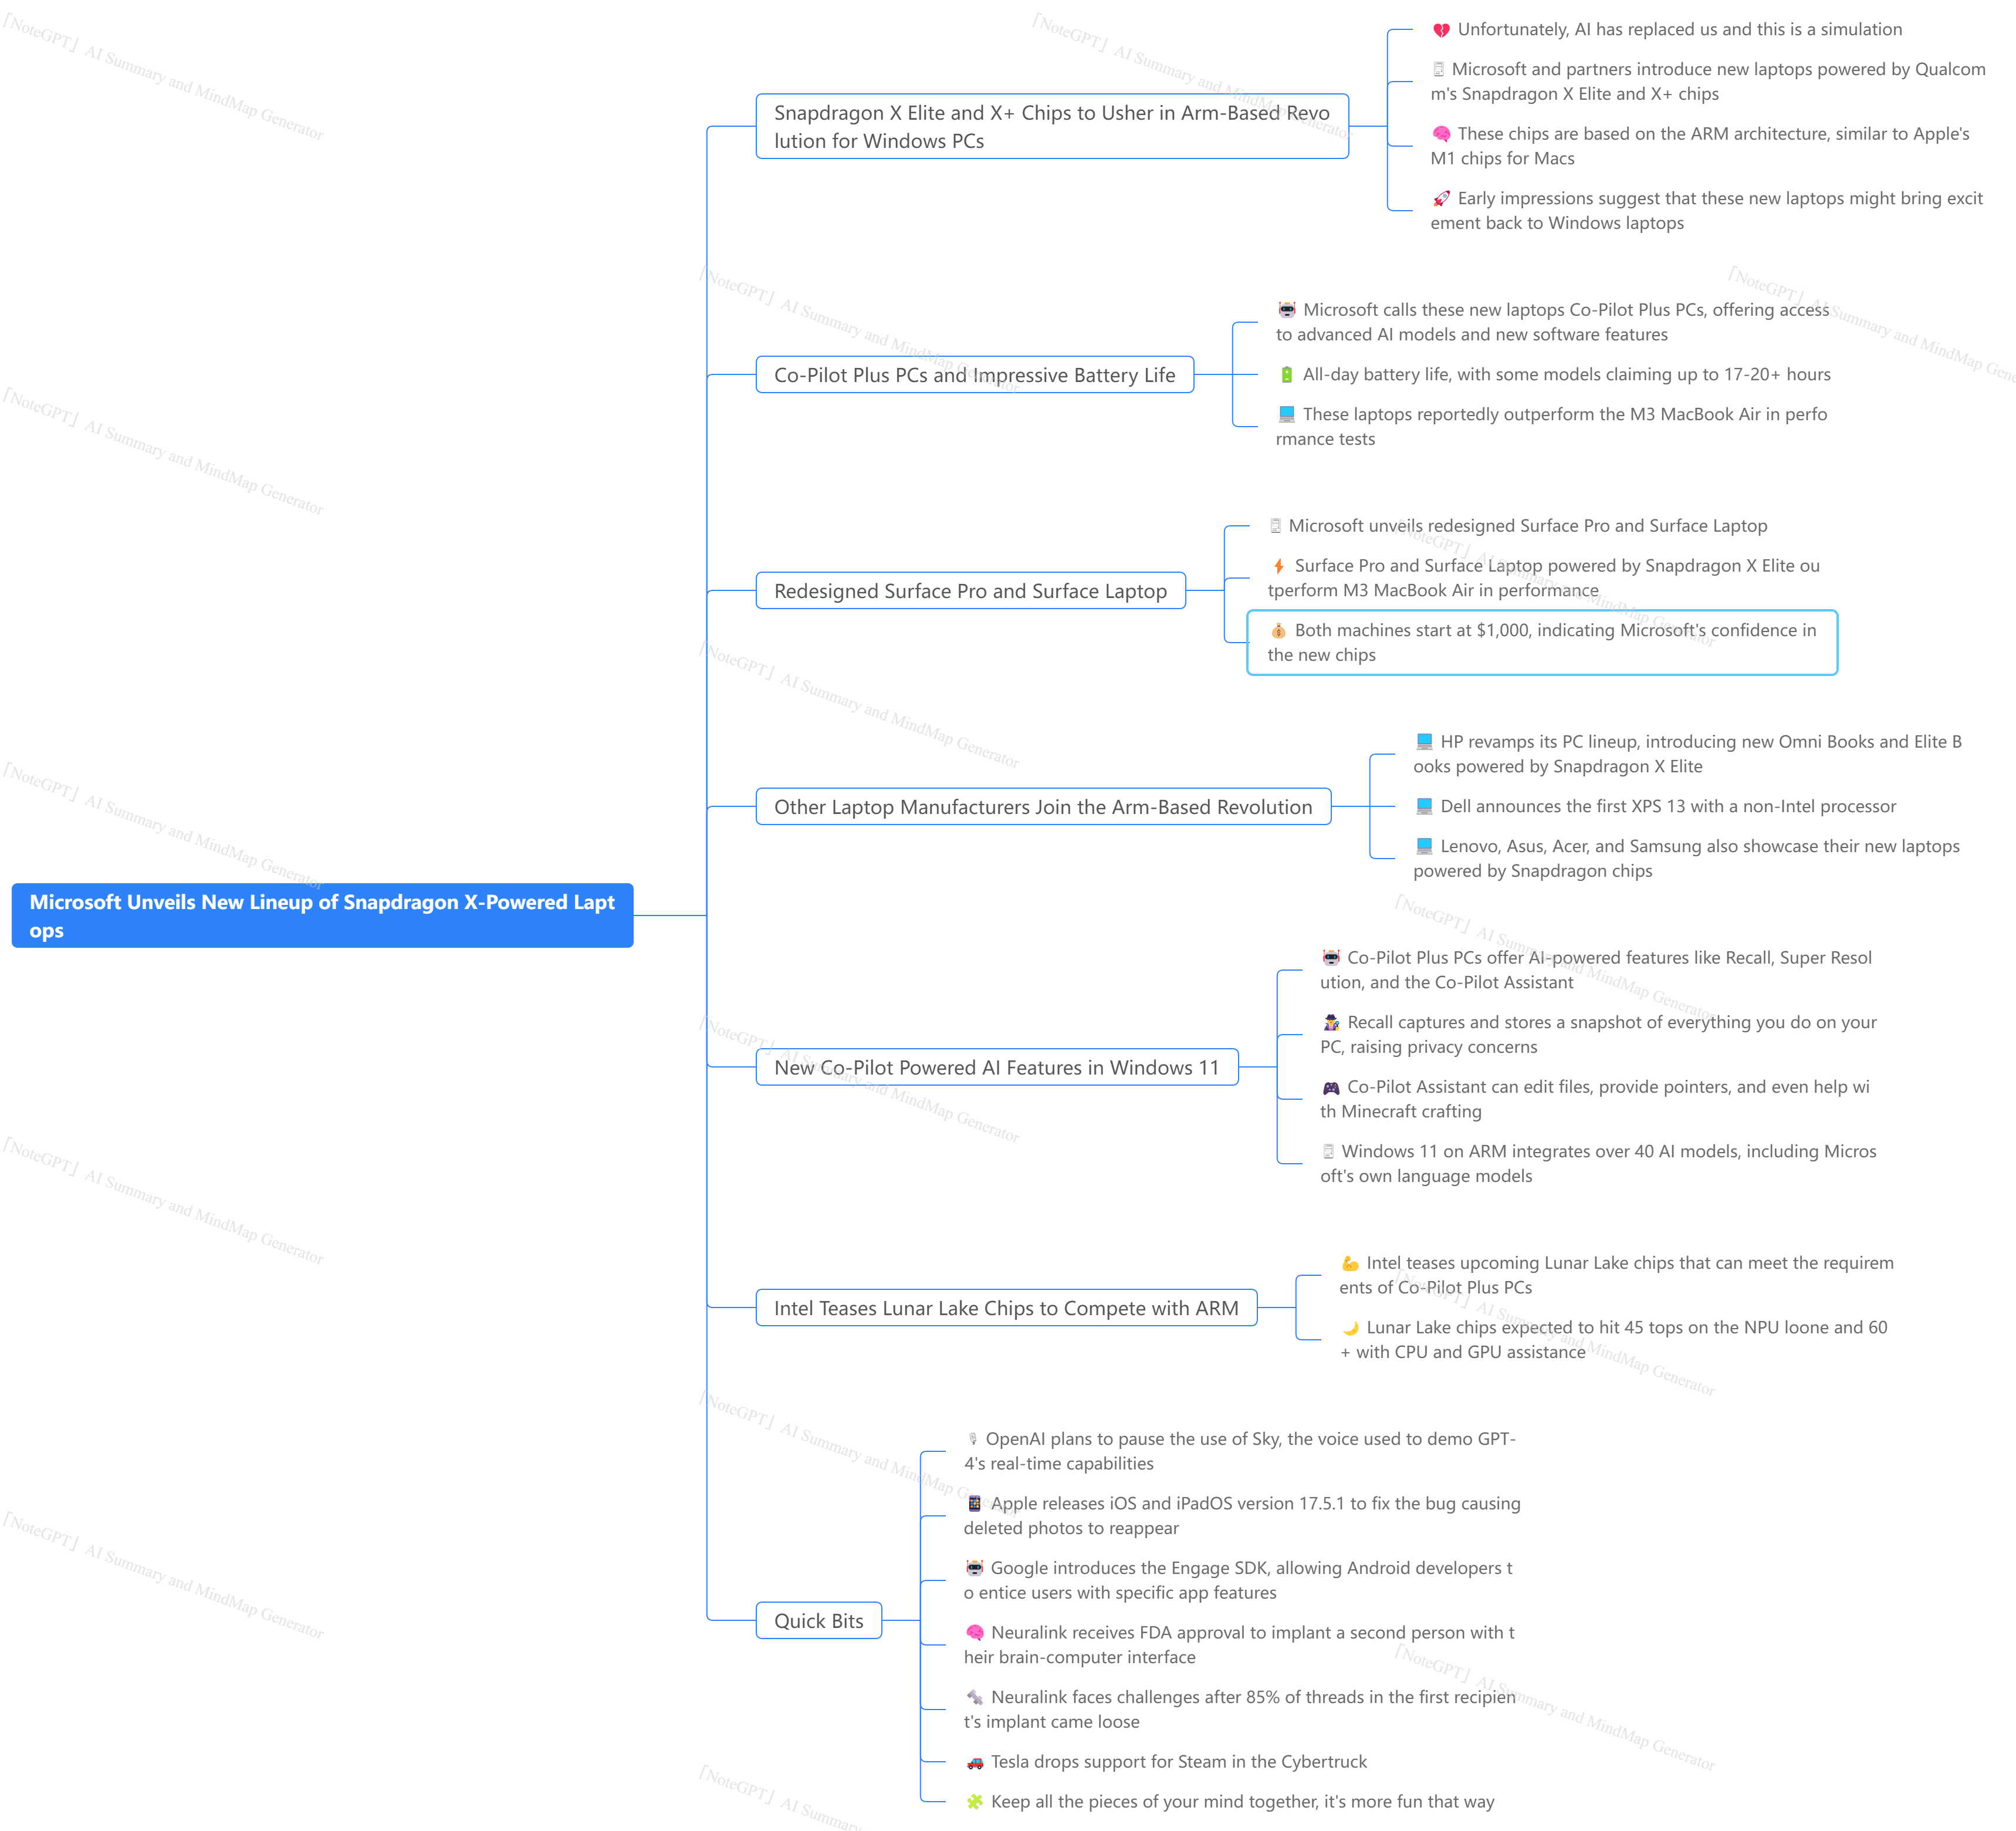 Microsoft Unveils New Lineup of Snapdragon X-Powered Lapt
ops
Snapdragon X Elite and X+ Chips to Usher in Arm-Based Revo
lution for Windows PCs
💔 Unfortunately, AI has replaced us and this is a simulation
Microsoft and partners introduce new laptops powered by Qualcom
m's Snapdragon X Elite and X+ chips
🧠 These chips are based on the ARM architecture, similar to Apple's
M1 chips for Macs
🚀 Early impressions suggest that these new laptops might bring excit
ement back to Windows laptops
Co-Pilot Plus PCs and Impressive Battery Life
🤖 Microsoft calls these new laptops Co-Pilot Plus PCs, offering access
to advanced AI models and new software features
🔋 All-day battery life, with some models claiming up to 17-20+ hours
💻 These laptops reportedly outperform the M3 MacBook Air in perfo
rmance tests
Redesigned Surface Pro and Surface Laptop
Microsoft unveils redesigned Surface Pro and Surface Laptop
⚡ Surface Pro and Surface Laptop powered by Snapdragon X Elite ou
tperform M3 MacBook Air in performance
💰 Both machines start at $1,000, indicating Microsoft's confidence in
the new chips
Other Laptop Manufacturers Join the Arm-Based Revolution
💻 HP revamps its PC lineup, introducing new Omni Books and Elite B
ooks powered by Snapdragon X Elite
💻 Dell announces the first XPS 13 with a non-Intel processor
💻 Lenovo, Asus, Acer, and Samsung also showcase their new laptops
powered by Snapdragon chips
New Co-Pilot Powered AI Features in Windows 11
🤖 Co-Pilot Plus PCs offer AI-powered features like Recall, Super Resol
ution, and the Co-Pilot Assistant
🕵️‍♀️ Recall captures and stores a snapshot of everything you do on your
PC, raising privacy concerns
🎮 Co-Pilot Assistant can edit files, provide pointers, and even help wi
th Minecraft crafting
Windows 11 on ARM integrates over 40 AI models, including Micros
oft's own language models
Intel Teases Lunar Lake Chips to Compete with ARM
💪 Intel teases upcoming Lunar Lake chips that can meet the requirem
ents of Co-Pilot Plus PCs
🌙 Lunar Lake chips expected to hit 45 tops on the NPU loone and 60
+ with CPU and GPU assistance
Quick Bits
🎙 OpenAI plans to pause the use of Sky, the voice used to demo GPT-
4's real-time capabilities
📱 Apple releases iOS and iPadOS version 17.5.1 to fix the bug causing
deleted photos to reappear
🤖 Google introduces the Engage SDK, allowing Android developers t
o entice users with specific app features
🧠 Neuralink receives FDA approval to implant a second person with t
heir brain-computer interface
🔩 Neuralink faces challenges after 85% of threads in the first recipien
t's implant came loose
🚗 Tesla drops support for Steam in the Cybertruck
🧩 Keep all the pieces of your mind together, it's more fun that way
「NoteGPT」 AI Summary and MindMap Generator